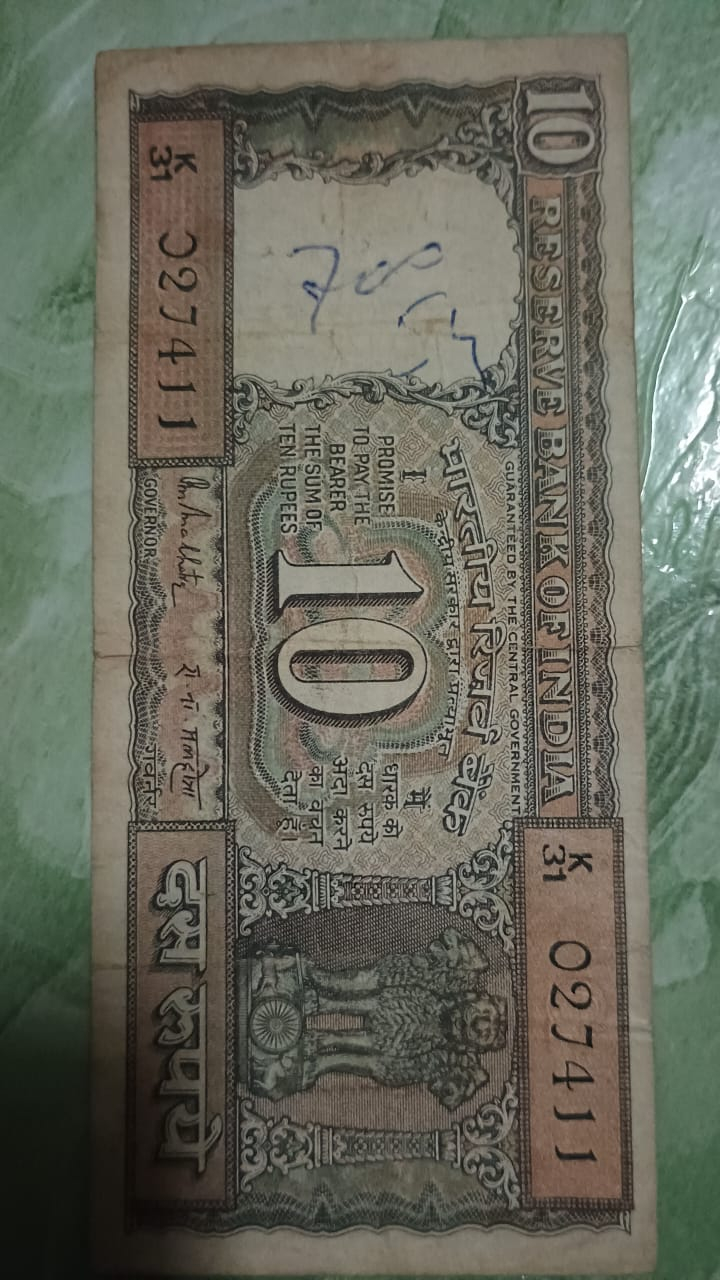 10 RESERVE BANK OF INDIA
GUARANTEED BY THE CENTRAL GOVERNMENT
K/31 027411
भारतीय रिज़र्व बैंक
केन्द्रीय सरकार द्वारा प्रत्याभूत
I
PROMISE
TO PAY THE
BEARER
THE SUM OF
TEN RUPEES
10
मैं
धारक को
दस रुपये
अदा करने
का वचन
देता हूँ।
K/31 027411
GOVERNOR
गवर्नर
दस रुपये